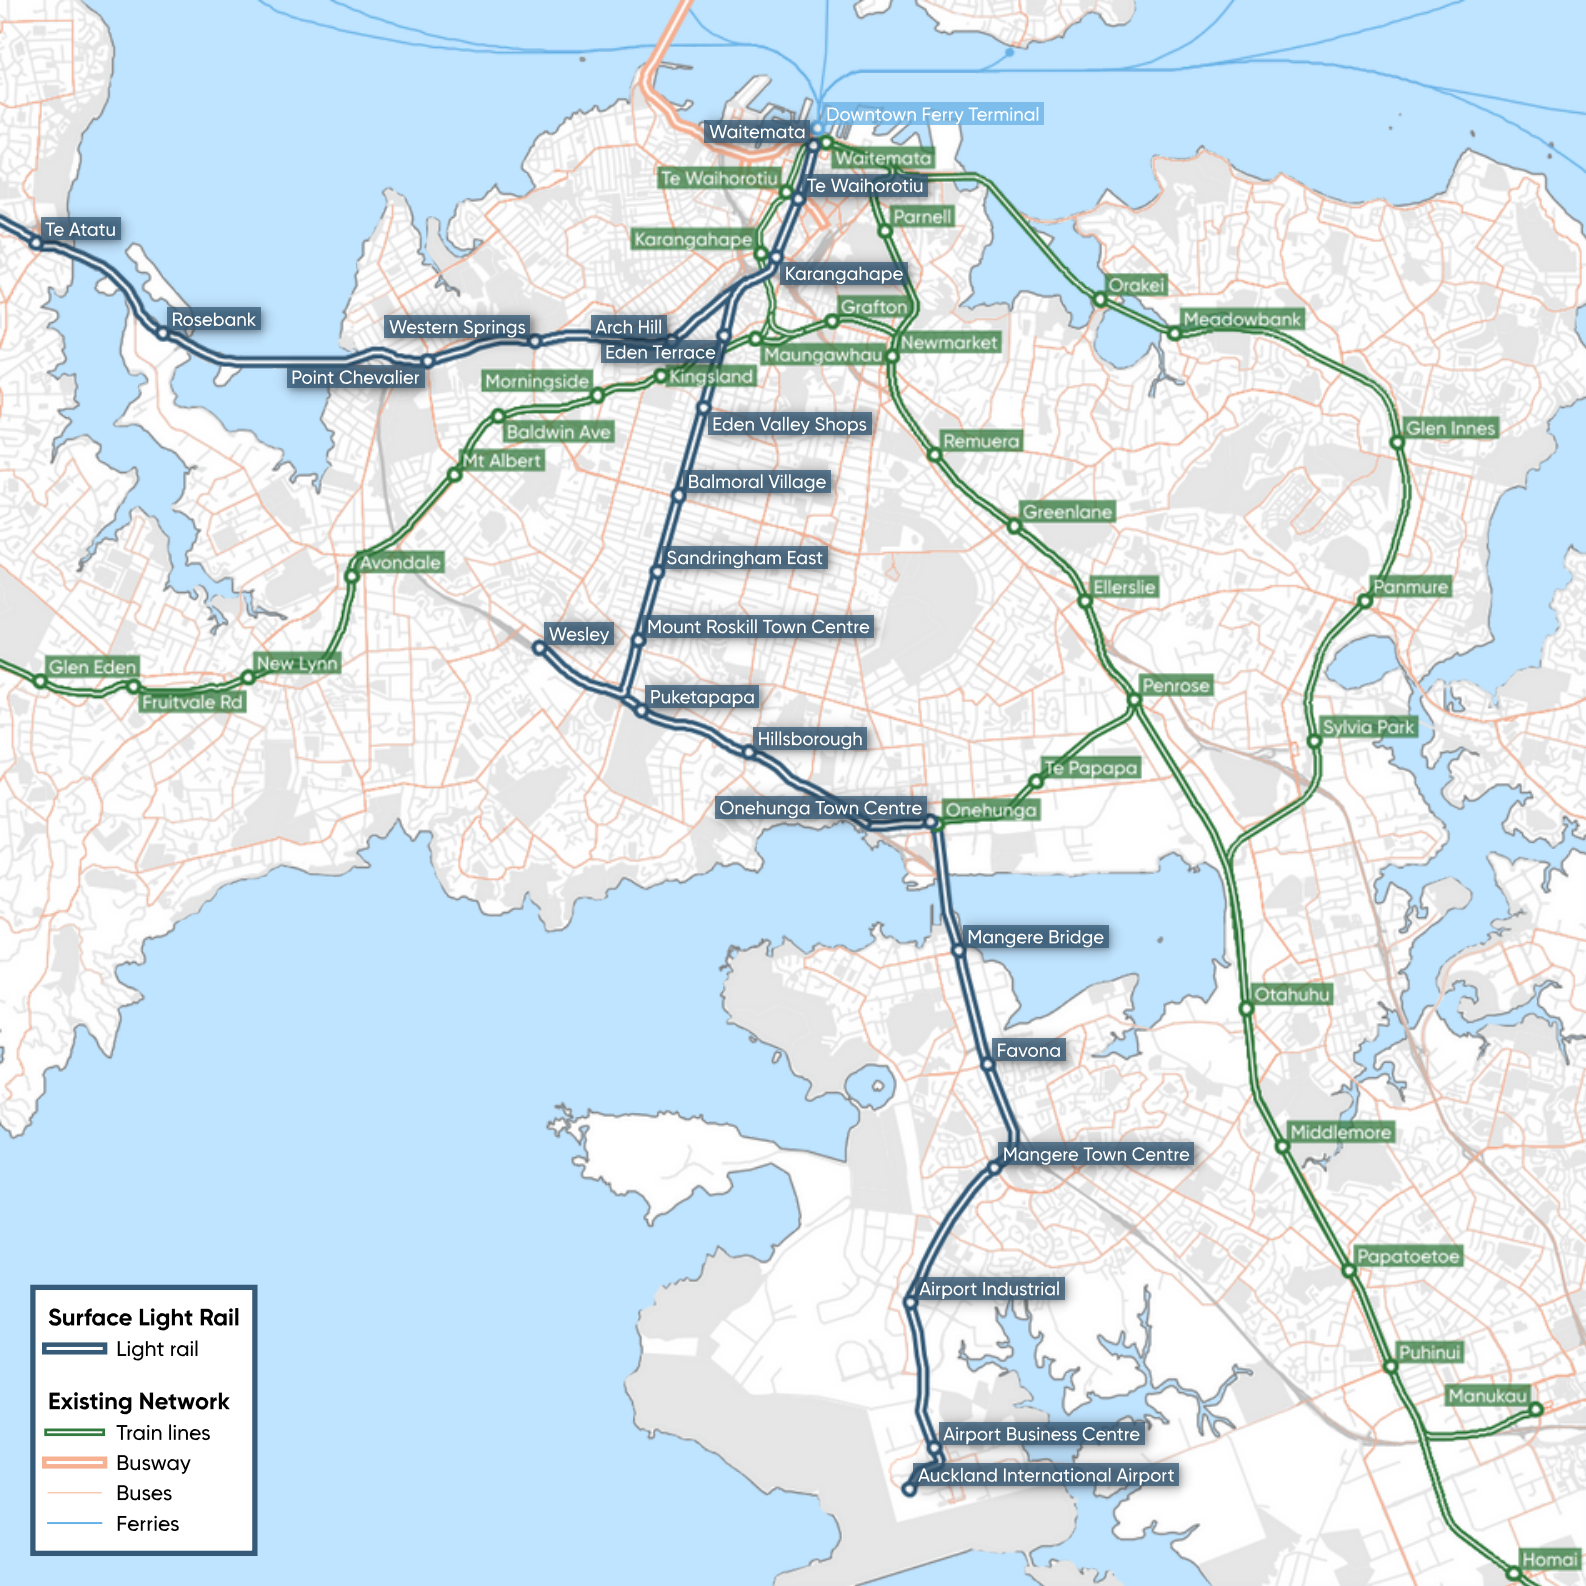 Downtown Ferry Terminal
Waitemata
Waitemata
Te Waihorotiu
Te Waihorotiu
Parnell
Te Atatu
Karangahape
Karangahape
Orakei
Grafton
Rosebank
Western Springs
Arch Hill
Meadowbank
Newmarket
Eden Terrace
Maungawhau
Point Chevalier
Morningside
Kingsland
Eden Valley Shops
Baldwin Ave
Glen Innes
Remuera
Mt Albert
Balmoral Village
Greenlane
Sandringham East
Avondale
Ellerslie
Panmure
Wesley
Mount Roskill Town Centre
Glen Eden
New Lynn
Penrose
Puketapapa
Fruitvale Rd
Sylvia Park
Hillsborough
Te Papapa
Onehunga Town Centre
Onehunga
Mangere Bridge
Otahuhu
Favona
Middlemore
Mangere Town Centre
Papatoetoe
Airport Industrial
Puhinui
Manukau
Airport Business Centre
Auckland International Airport
Homai
Surface Light Rail
Light rail
Existing Network
Train lines
Busway
Buses
Ferries